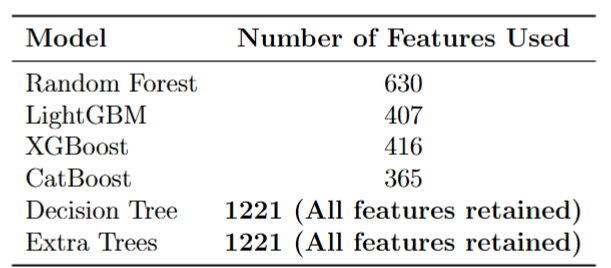 Model Number of Features Used
Random Forest 630
LightGBM 407
XGBoost 416
CatBoost 365
Decision Tree 1221 (All features retained)
Extra Trees 1221 (All features retained)